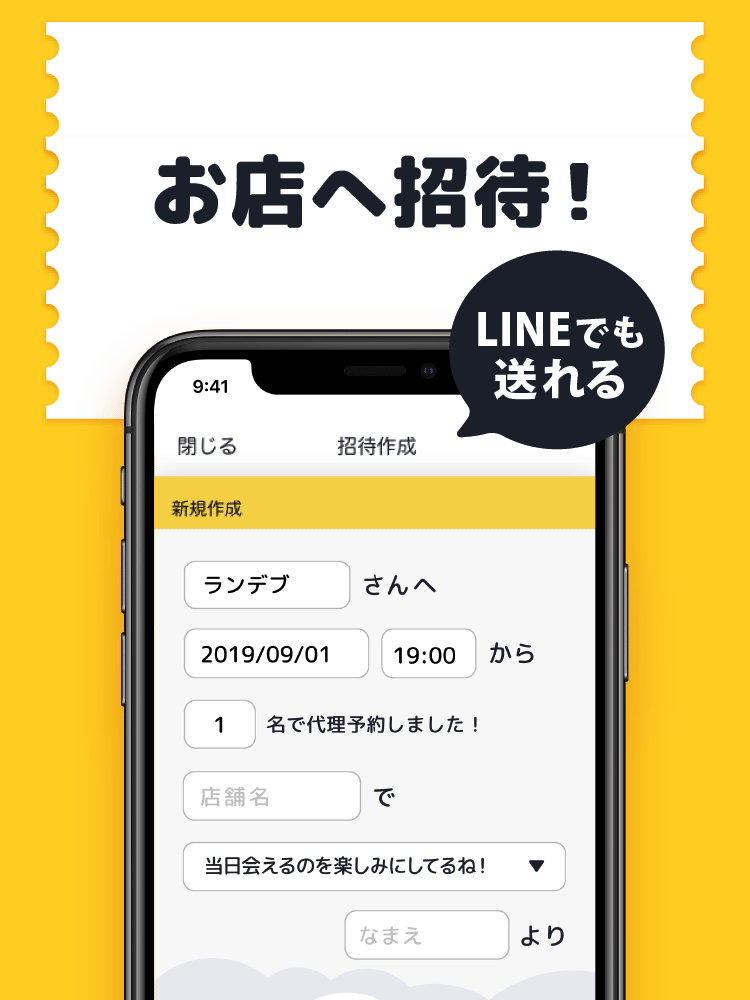 お店へ招待！
LINEでも
送れる
9:41
閉じる 招待作成
新規作成
ランデブ さんへ
2019/09/01 19:00 から
1 名で代理予約しました！
店舗名 で
当日会えるのを楽しみにしてるね！ ▼
なまえ より